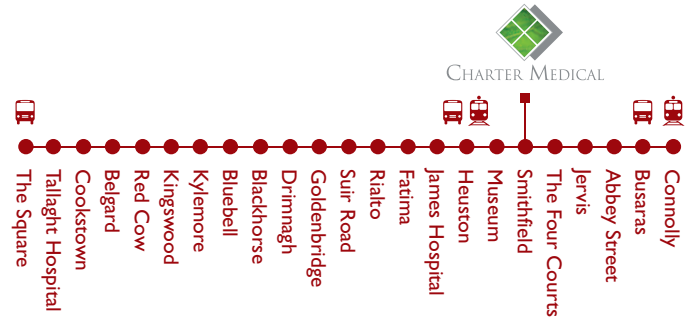 CHARTER MEDICAL
The Square
Tallaght Hospital
Cookstown
Belgard
Red Cow
Kingswood
Kylemore
Bluebell
Blackhorse
Drimnagh
Goldenbridge
Suir Road
Rialto
Fatima
James Hospital
Heuston
Museum
Smithfield
The Four Courts
Jervis
Abbey Street
Busaras
Connolly